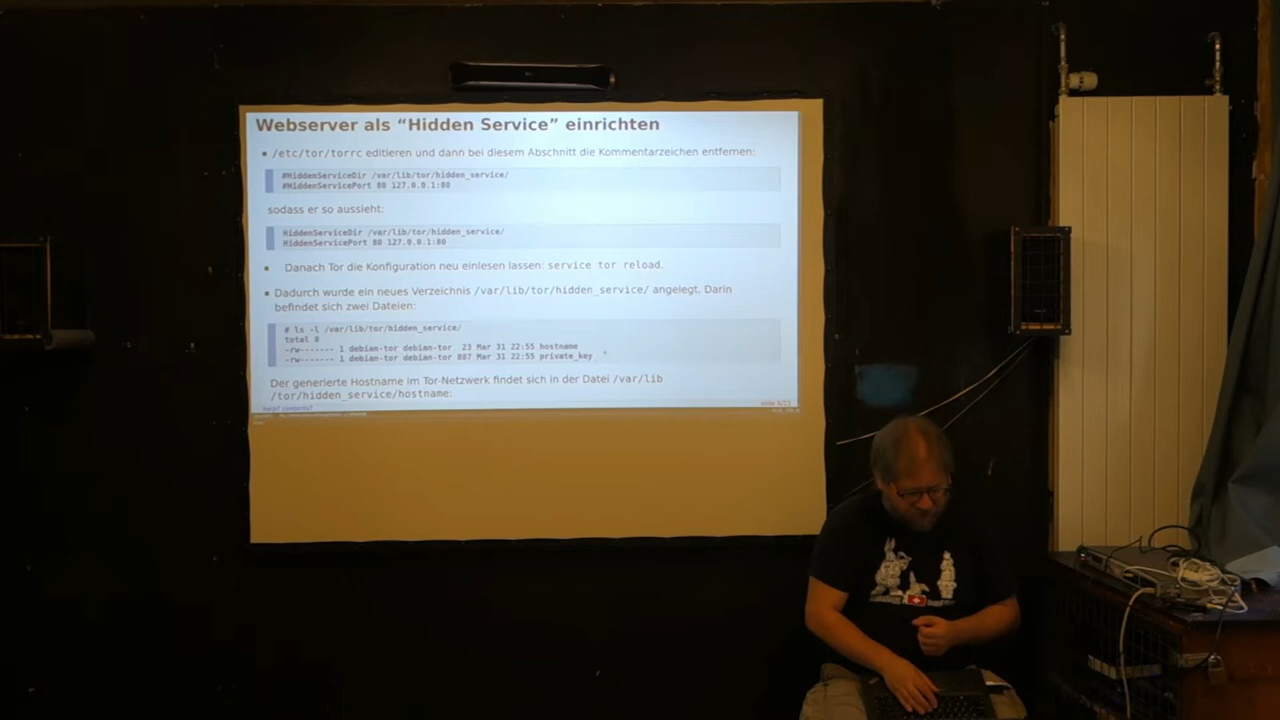 Webserver als “Hidden Service” einrichten
/etc/tor/torrc editieren und dann bei diesem Abschnitt die Kommentarzeichen entfernen:
#HiddenServiceDir /var/lib/tor/hidden_service/
#HiddenServicePort 80 127.0.0.1:80
sodass er so aussieht:
HiddenServiceDir /var/lib/tor/hidden_service/
HiddenServicePort 80 127.0.0.1:80
Danach Tor die Konfiguration neu einlesen lassen: service tor reload.
Dadurch wurde ein neues Verzeichnis /var/lib/tor/hidden_service/ angelegt. Darin
befindet sich zwei Dateien:
# ls -l /var/lib/tor/hidden_service/
total 8
-rw------- 1 debian-tor debian-tor 23 Mar 31 22:55 hostname
-rw------- 1 debian-tor debian-tor 887 Mar 31 22:55 private_key
Der generierte Hostname im Tor-Netzwerk findet sich in der Datei /var/lib
/tor/hidden_service/hostname: